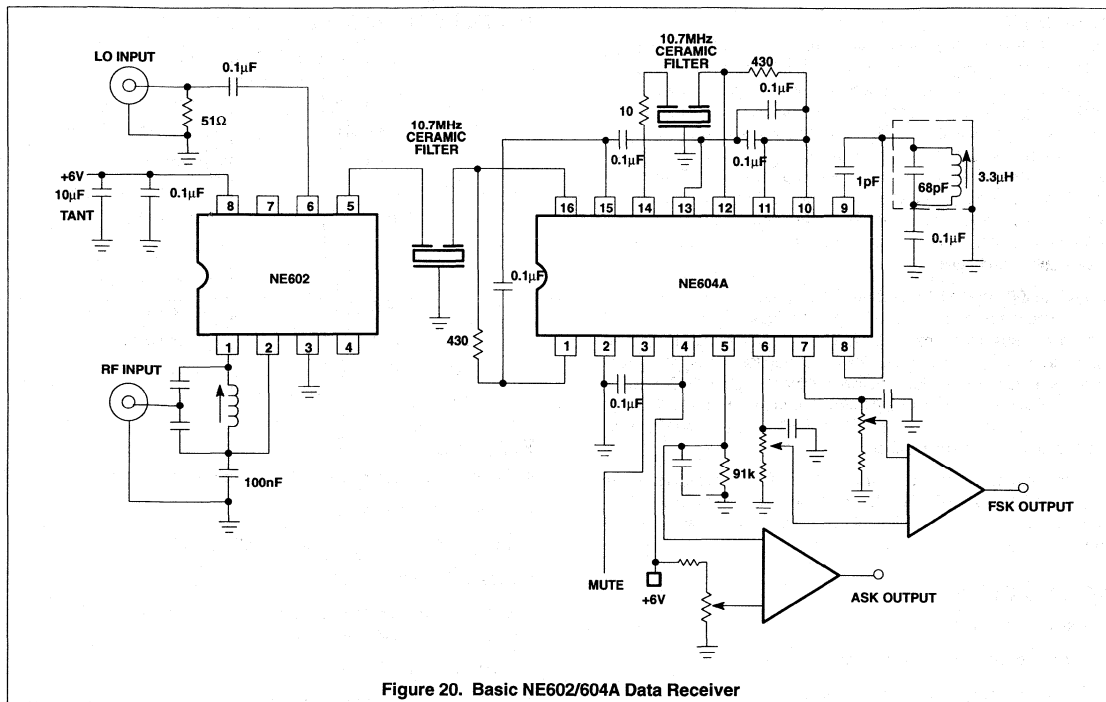 LO INPUT
0.1µF
51Ω
+6V
10µF
TANT
0.1µF
8 7 6 5
NE602
1 2 3 4
RF INPUT
100nF
10.7MHz
CERAMIC
FILTER
430
0.1µF
10.7MHz
CERAMIC
FILTER
430
0.1µF
10
0.1µF
0.1µF
1pF
68pF
3.3µH
0.1µF
16 15 14 13 12 11 10 9
NE604A
1 2 3 4 5 6 7 8
0.1µF
91k
MUTE
+6V
FSK OUTPUT
ASK OUTPUT
Figure 20. Basic NE602/604A Data Receiver